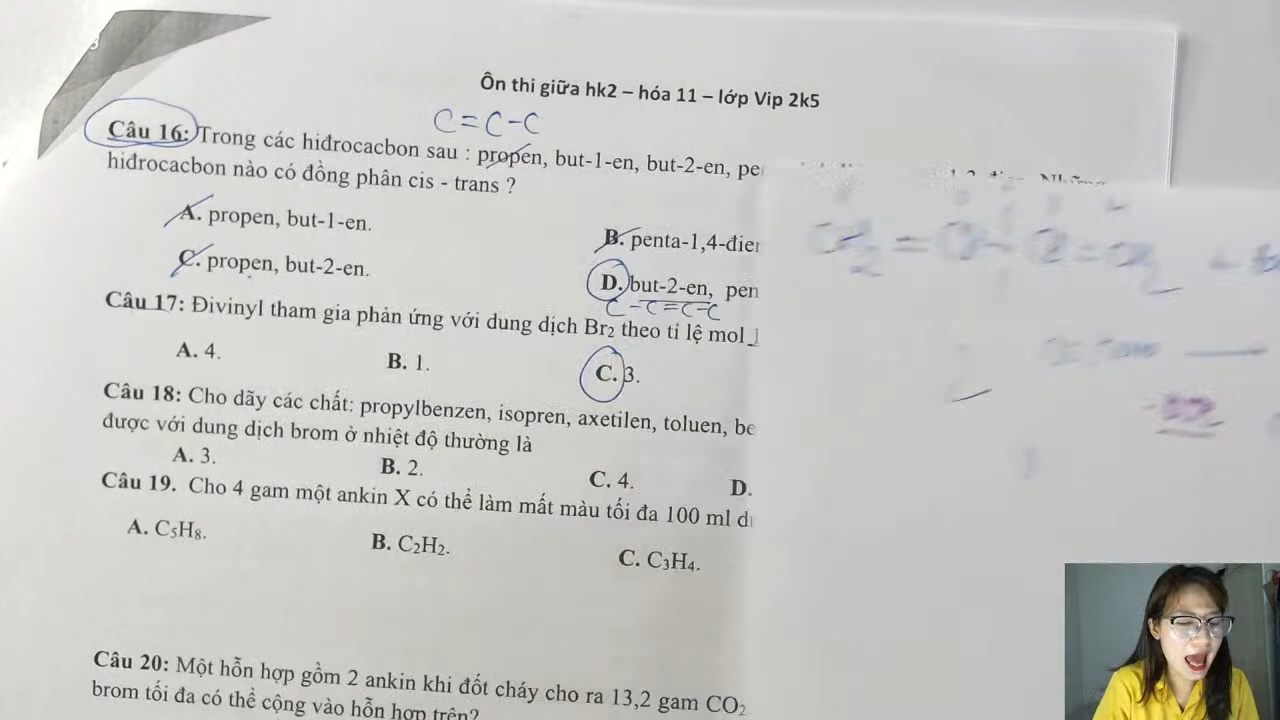 Ôn thi giữa hk2 – hóa 11 – lớp Vip 2k5
C=C-C
Câu 16: Trong các hiđrocacbon sau : propen, but-1-en, but-2-en,
hiđrocacbon nào có đồng phân cis - trans ?
A. propen, but-1-en.
B. penta-1,4-đien
C. propen, but-2-en.
D. but-2-en,
C-C=C-C
Câu 17: Đivinyl tham gia phản ứng với dung dịch Br₂ theo tỉ lệ mol 1
A. 4. B. 1. C. 3.
Câu 18: Cho dãy các chất: propylbenzen, isopren, axetilen, toluen,
được với dung dịch brom ở nhiệt độ thường là
A. 3. B. 2. C. 4. D.
Câu 19. Cho 4 gam một ankin X có thể làm mất màu tối đa 100 ml
A. C₅H₈. B. C₂H₂. C. C₃H₄.
Câu 20: Một hỗn hợp gồm 2 ankin khi đốt cháy cho ra 13,2 gam CO₂
brom tối đa có thể cộng vào hỗn hợp trên?